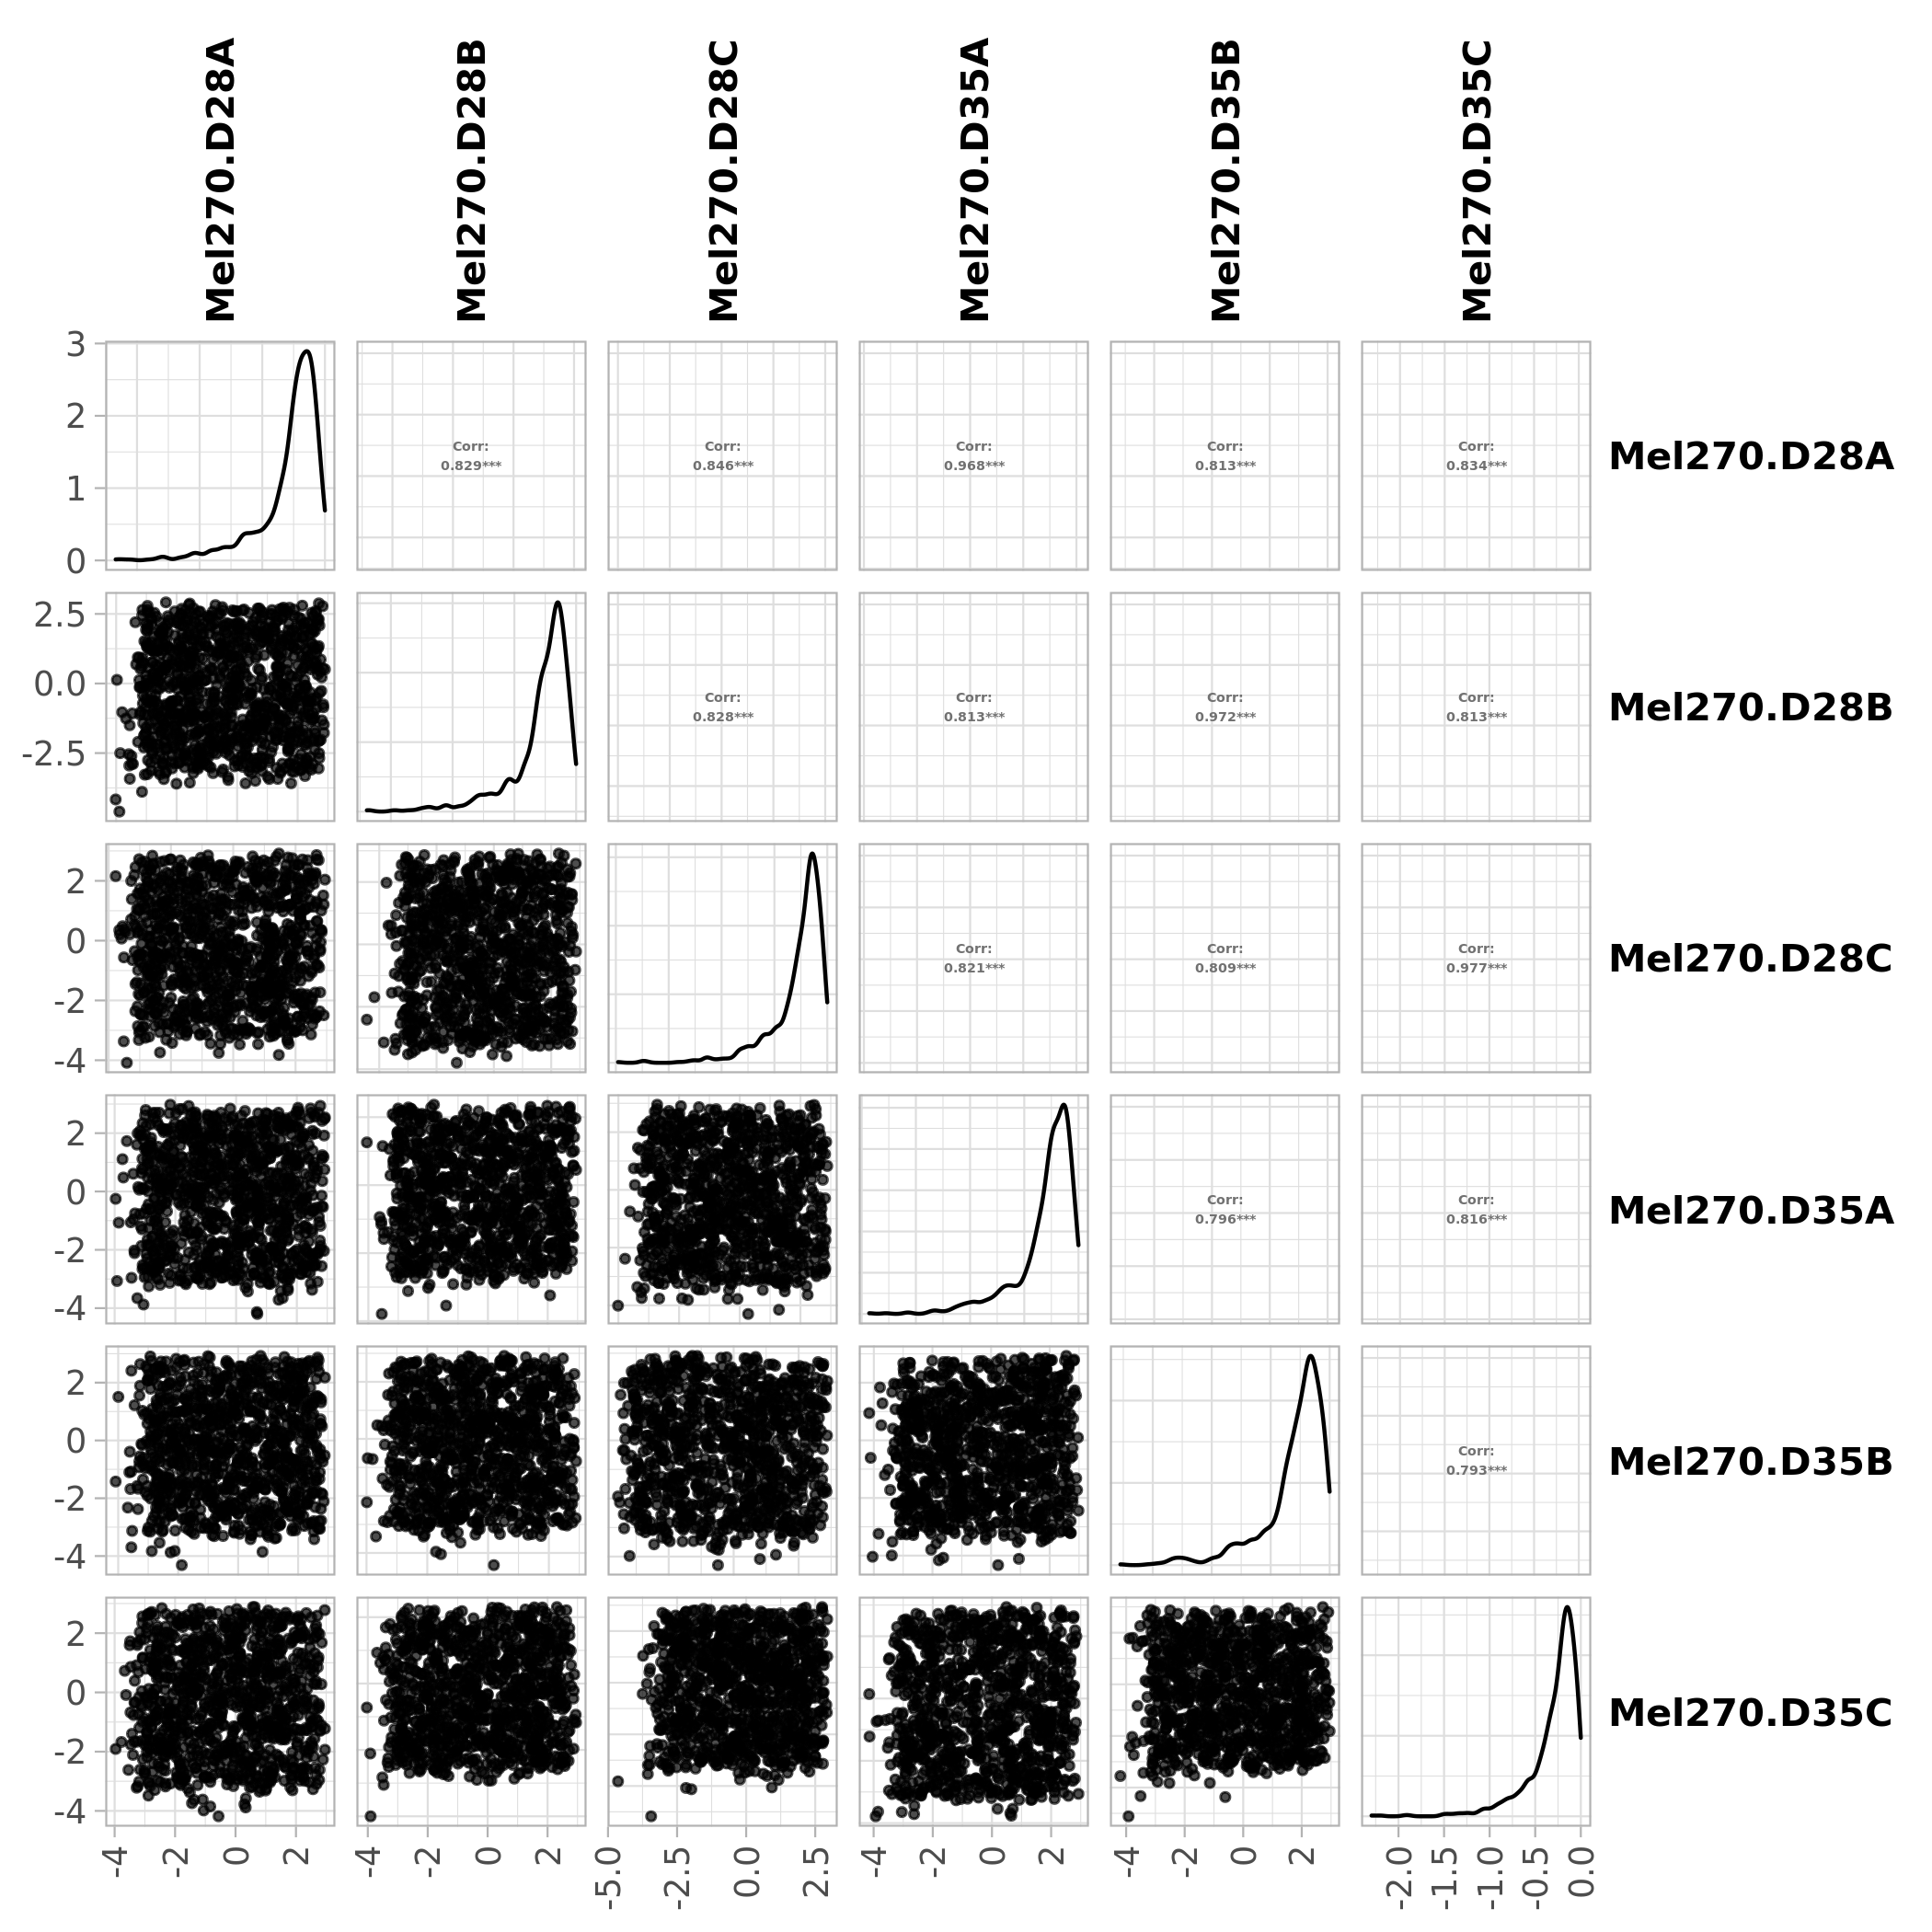 Mel270.D28A
Mel270.D28B
Mel270.D28C
Mel270.D35A
Mel270.D35B
Mel270.D35C
3
2
1
0
Corr:
0.829***
Corr:
0.846***
Corr:
0.968***
Corr:
0.813***
Corr:
0.834***
Mel270.D28A
2.5
0.0
-2.5
Corr:
0.828***
Corr:
0.813***
Corr:
0.972***
Corr:
0.813***
Mel270.D28B
2
0
-2
-4
Corr:
0.821***
Corr:
0.809***
Corr:
0.977***
Mel270.D28C
2
0
-2
-4
Corr:
0.796***
Corr:
0.816***
Mel270.D35A
2
0
-2
-4
Corr:
0.793***
Mel270.D35B
2
0
-2
-4
Mel270.D35C
-4
-2
0
2
-4
-2
0
2
-5.0
-2.5
0.0
2.5
-4
-2
0
2
-4
-2
0
2
-2.0
-1.5
-1.0
-0.5
0.0